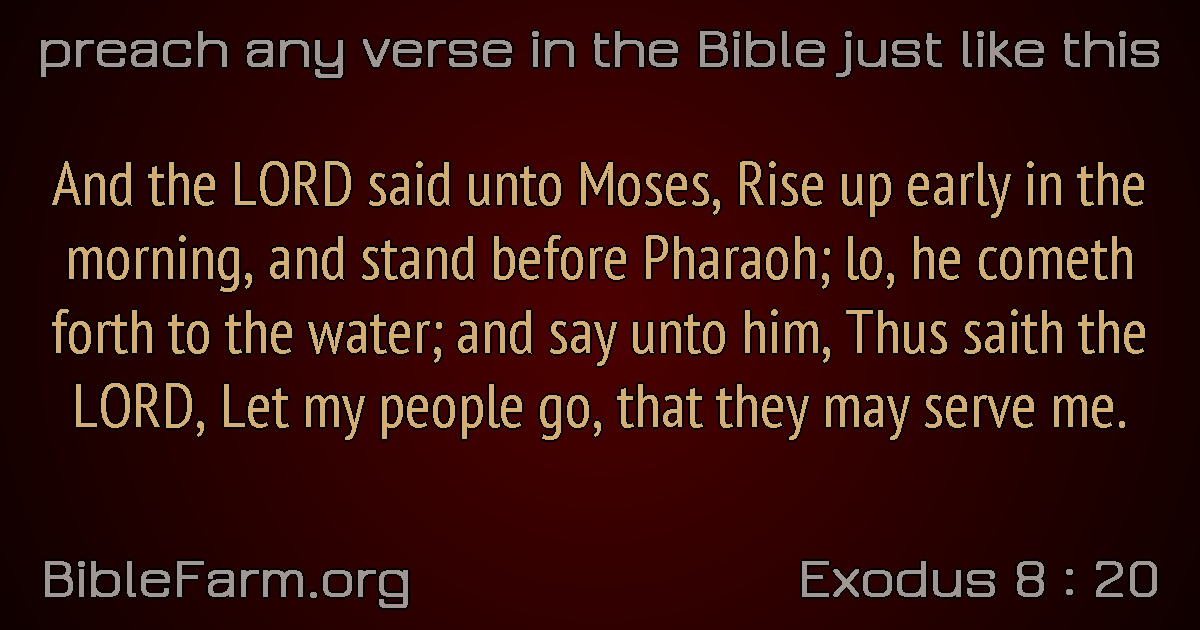 preach any verse in the Bible just like this
And the LORD said unto Moses, Rise up early in the
morning, and stand before Pharaoh; lo, he cometh
forth to the water; and say unto him, Thus saith the
LORD, Let my people go, that they may serve me.
BibleFarm.org
Exodus 8 : 20